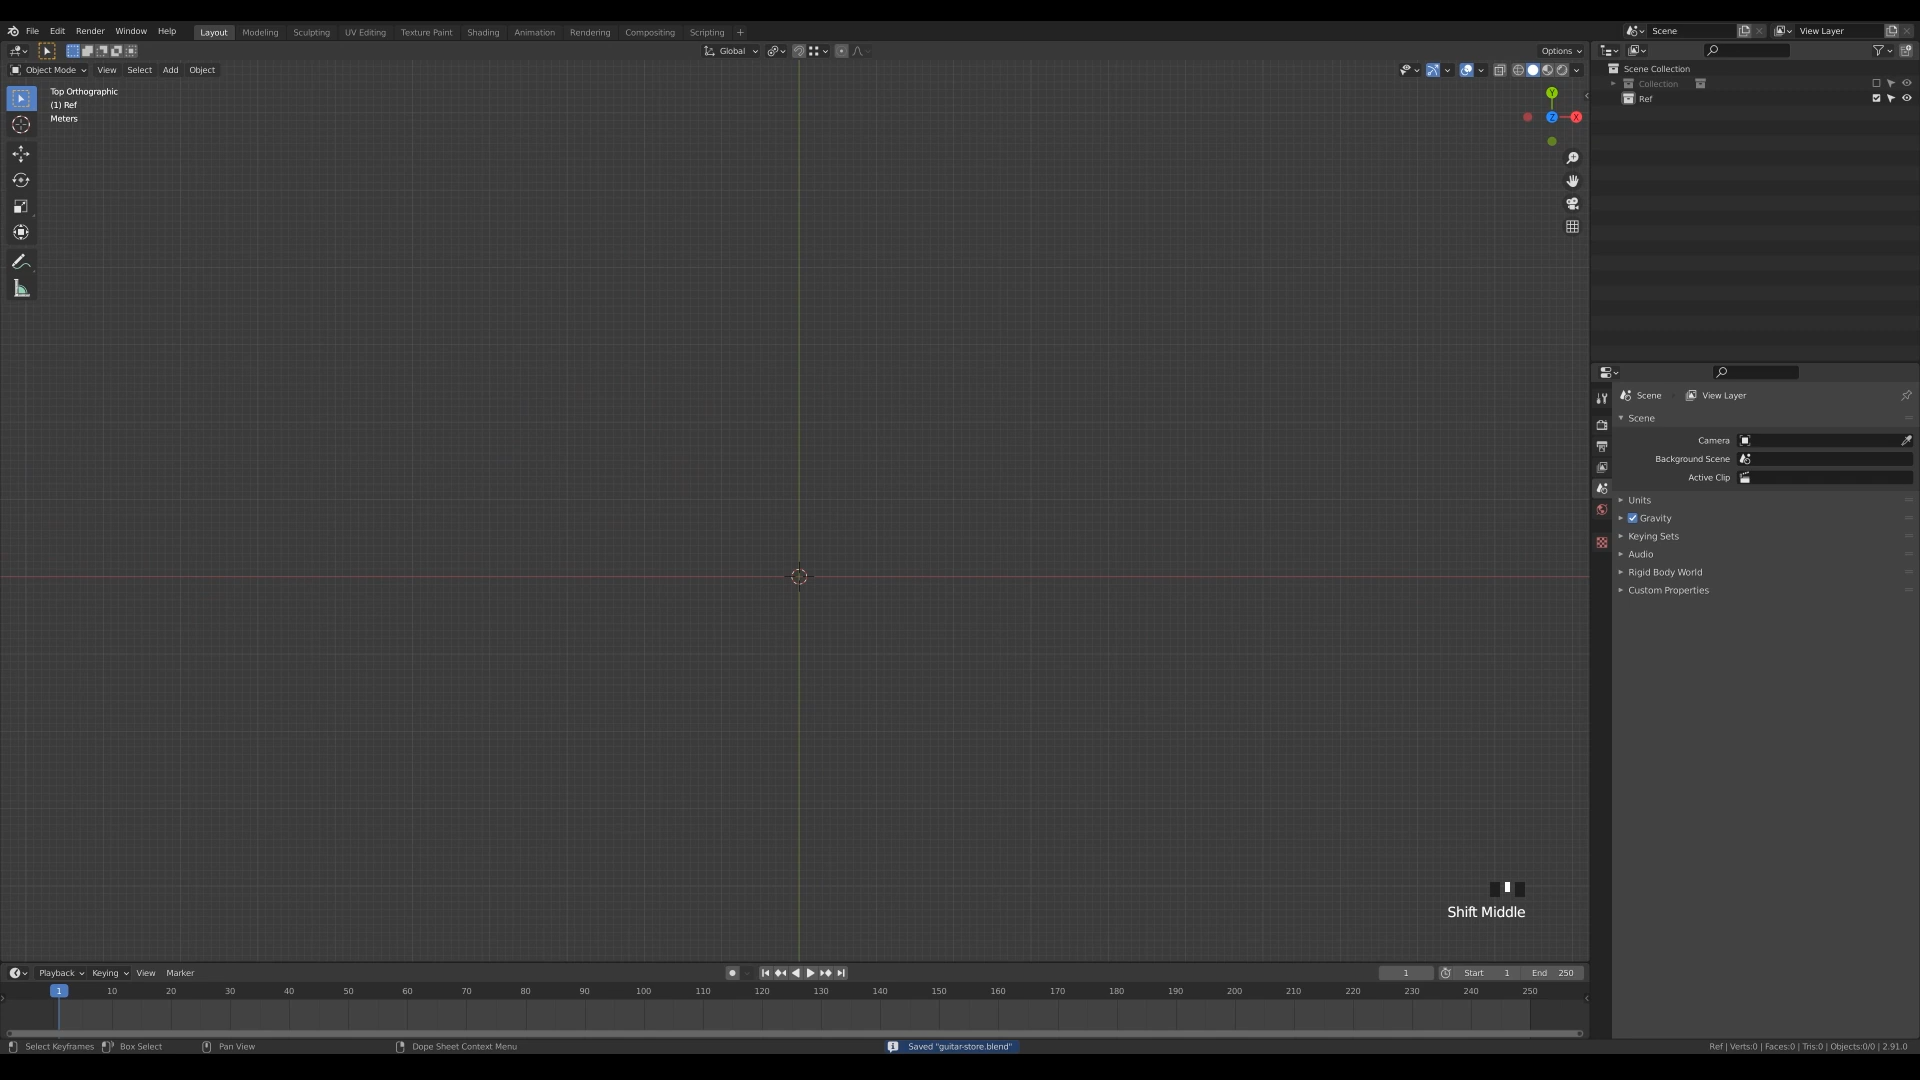 File Edit Render Window Help Layout Modeling Sculpting UV Editing Texture Paint Shading Animation Rendering Compositing Scripting + Scene View Layer
Global Options
Object Mode View Select Add Object
Top Orthographic
(1) Ref
Meters
Y
Z X
Scene Collection
Collection
Ref
Scene View Layer
Scene
Camera
Background Scene
Active Clip
Units
Gravity
Keying Sets
Audio
Rigid Body World
Custom Properties
Shift Middle
Playback Keying View Marker 1 Start 1 End 250
1 10 20 30 40 50 60 70 80 90 100 110 120 130 140 150 160 170 180 190 200 210 220 230 240 250
Select Keyframes Box Select Pan View Dope Sheet Context Menu Saved "guitar-store.blend" Ref | Verts:0 | Faces:0 | Tris:0 | Objects:0/0 | 2.91.0